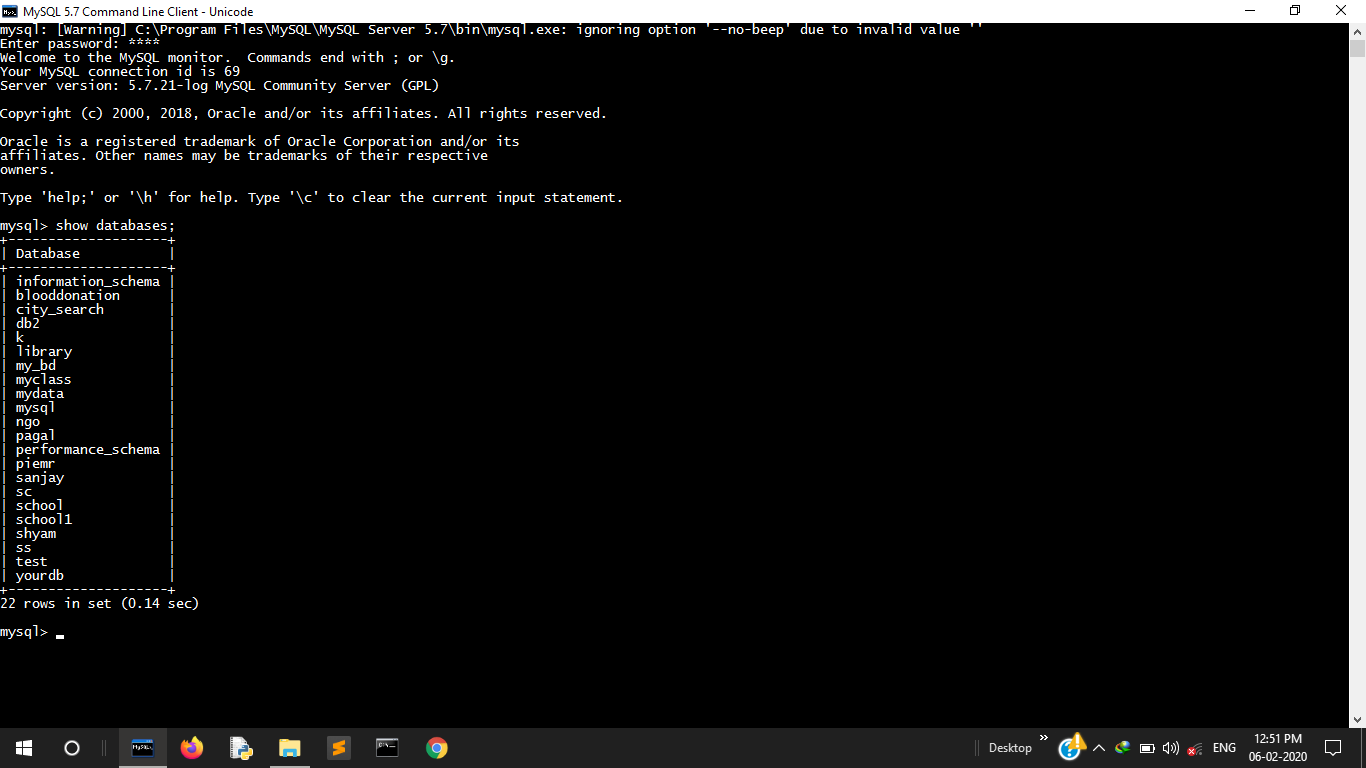 MySQL 5.7 Command Line Client - Unicode
mysql: [Warning] C:\Program Files\MySQL\MySQL Server 5.7\bin\mysql.exe: ignoring option '--no-beep' due to invalid value ''
Enter password: ****
Welcome to the MySQL monitor.  Commands end with ; or \g.
Your MySQL connection id is 69
Server version: 5.7.21-log MySQL Community Server (GPL)

Copyright (c) 2000, 2018, Oracle and/or its affiliates. All rights reserved.

Oracle is a registered trademark of Oracle Corporation and/or its
affiliates. Other names may be trademarks of their respective
owners.

Type 'help;' or '\h' for help. Type '\c' to clear the current input statement.

mysql> show databases;
+--------------------+
| Database           |
+--------------------+
| information_schema |
| blooddonation      |
| city_search        |
| db2                |
| k                  |
| library            |
| my_bd              |
| myclass            |
| mydata             |
| mysql              |
| ngo                |
| pagal              |
| performance_schema |
| piemr              |
| sanjay             |
| sc                 |
| school             |
| school1            |
| shyam              |
| ss                 |
| test               |
| yourdb             |
+--------------------+
22 rows in set (0.14 sec)

mysql> _
Desktop
ENG
12:51 PM
06-02-2020